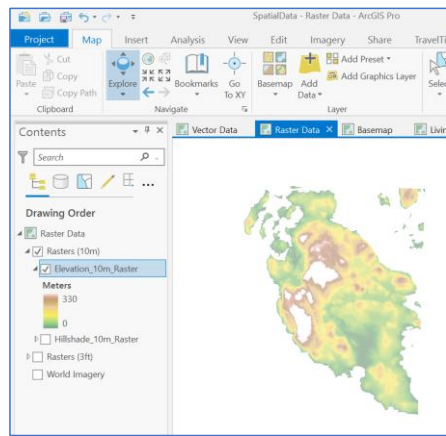 SpatialData - Raster Data - ArcGIS Pro
Project Map Insert Analysis View Edit Imagery Share
Cut
Copy
Copy Path
Paste
Explore
Bookmarks
Go
To XY
Basemap
Add
Data
Add Preset
Add Graphics Layer
Clipboard
Navigate
Layer
Contents
Vector Data
Raster Data
Basemap
Search
Drawing Order
Raster Data
Rasters (10m)
Elevation_10m_Raster
Meters
330
0
Hillshade_10m_Raster
Rasters (3ft)
World Imagery